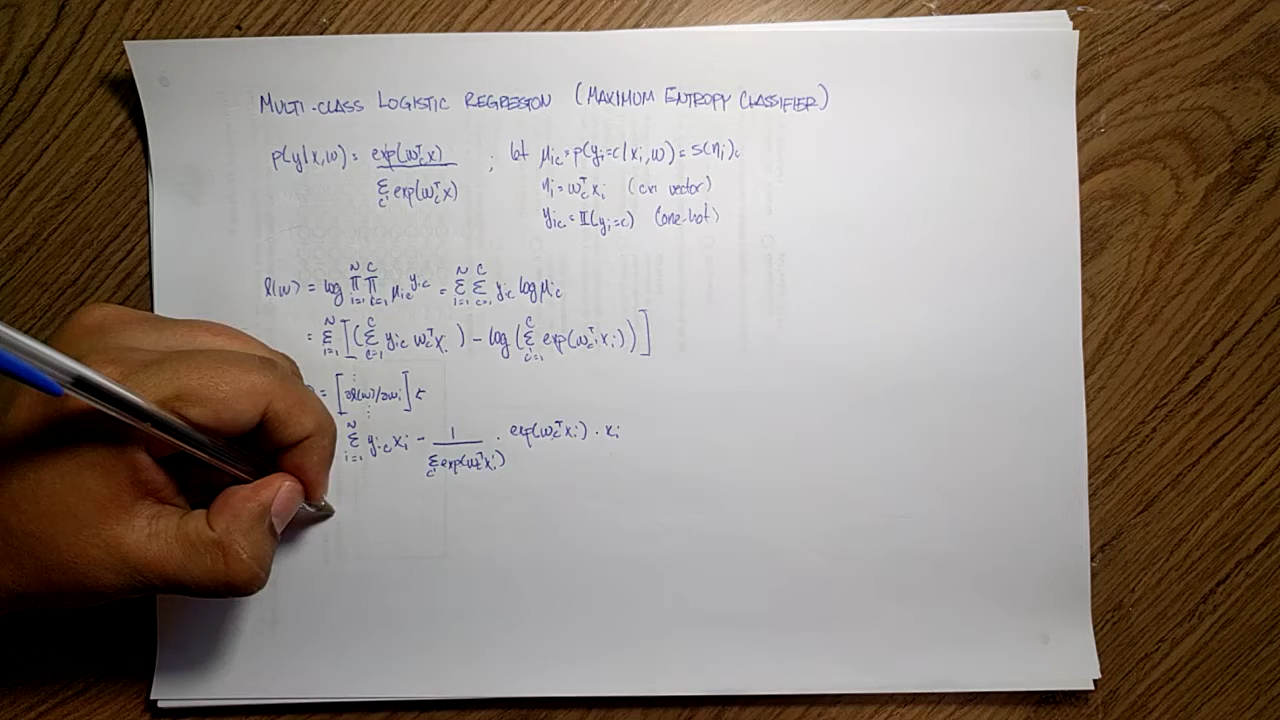 MULTI-CLASS LOGISTIC REGRESSION (MAXIMUM ENTROPY CLASSIFIER)
p(y|x,w) = exp(w_c^T x) / Σ_c' exp(w_c'^T x) ; let μ_ic = p(y_i=c|x_i,w) = S(η_i)_c
η_i = w_c^T x_i (cx1 vector)
y_ic = 𝕀(y_i=c) (one-hot)
ℓ(w) = log Π_{i=1}^N Π_{c=1}^C μ_ic^{y_ic} = Σ_{i=1}^N Σ_{c=1}^C y_ic log μ_ic
= Σ_{i=1}^N [(Σ_{c=1}^C y_ic w_c^T x_i) - log(Σ_{c'=1}^C exp(w_c'^T x_i))]
= [⋮ ∂ℓ(w)/∂w_i ⋮]
Σ_{i=1}^N y_ic x_i - 1 / Σ_c' exp(w_c'^T x_i) · exp(w_c^T x_i) · x_i